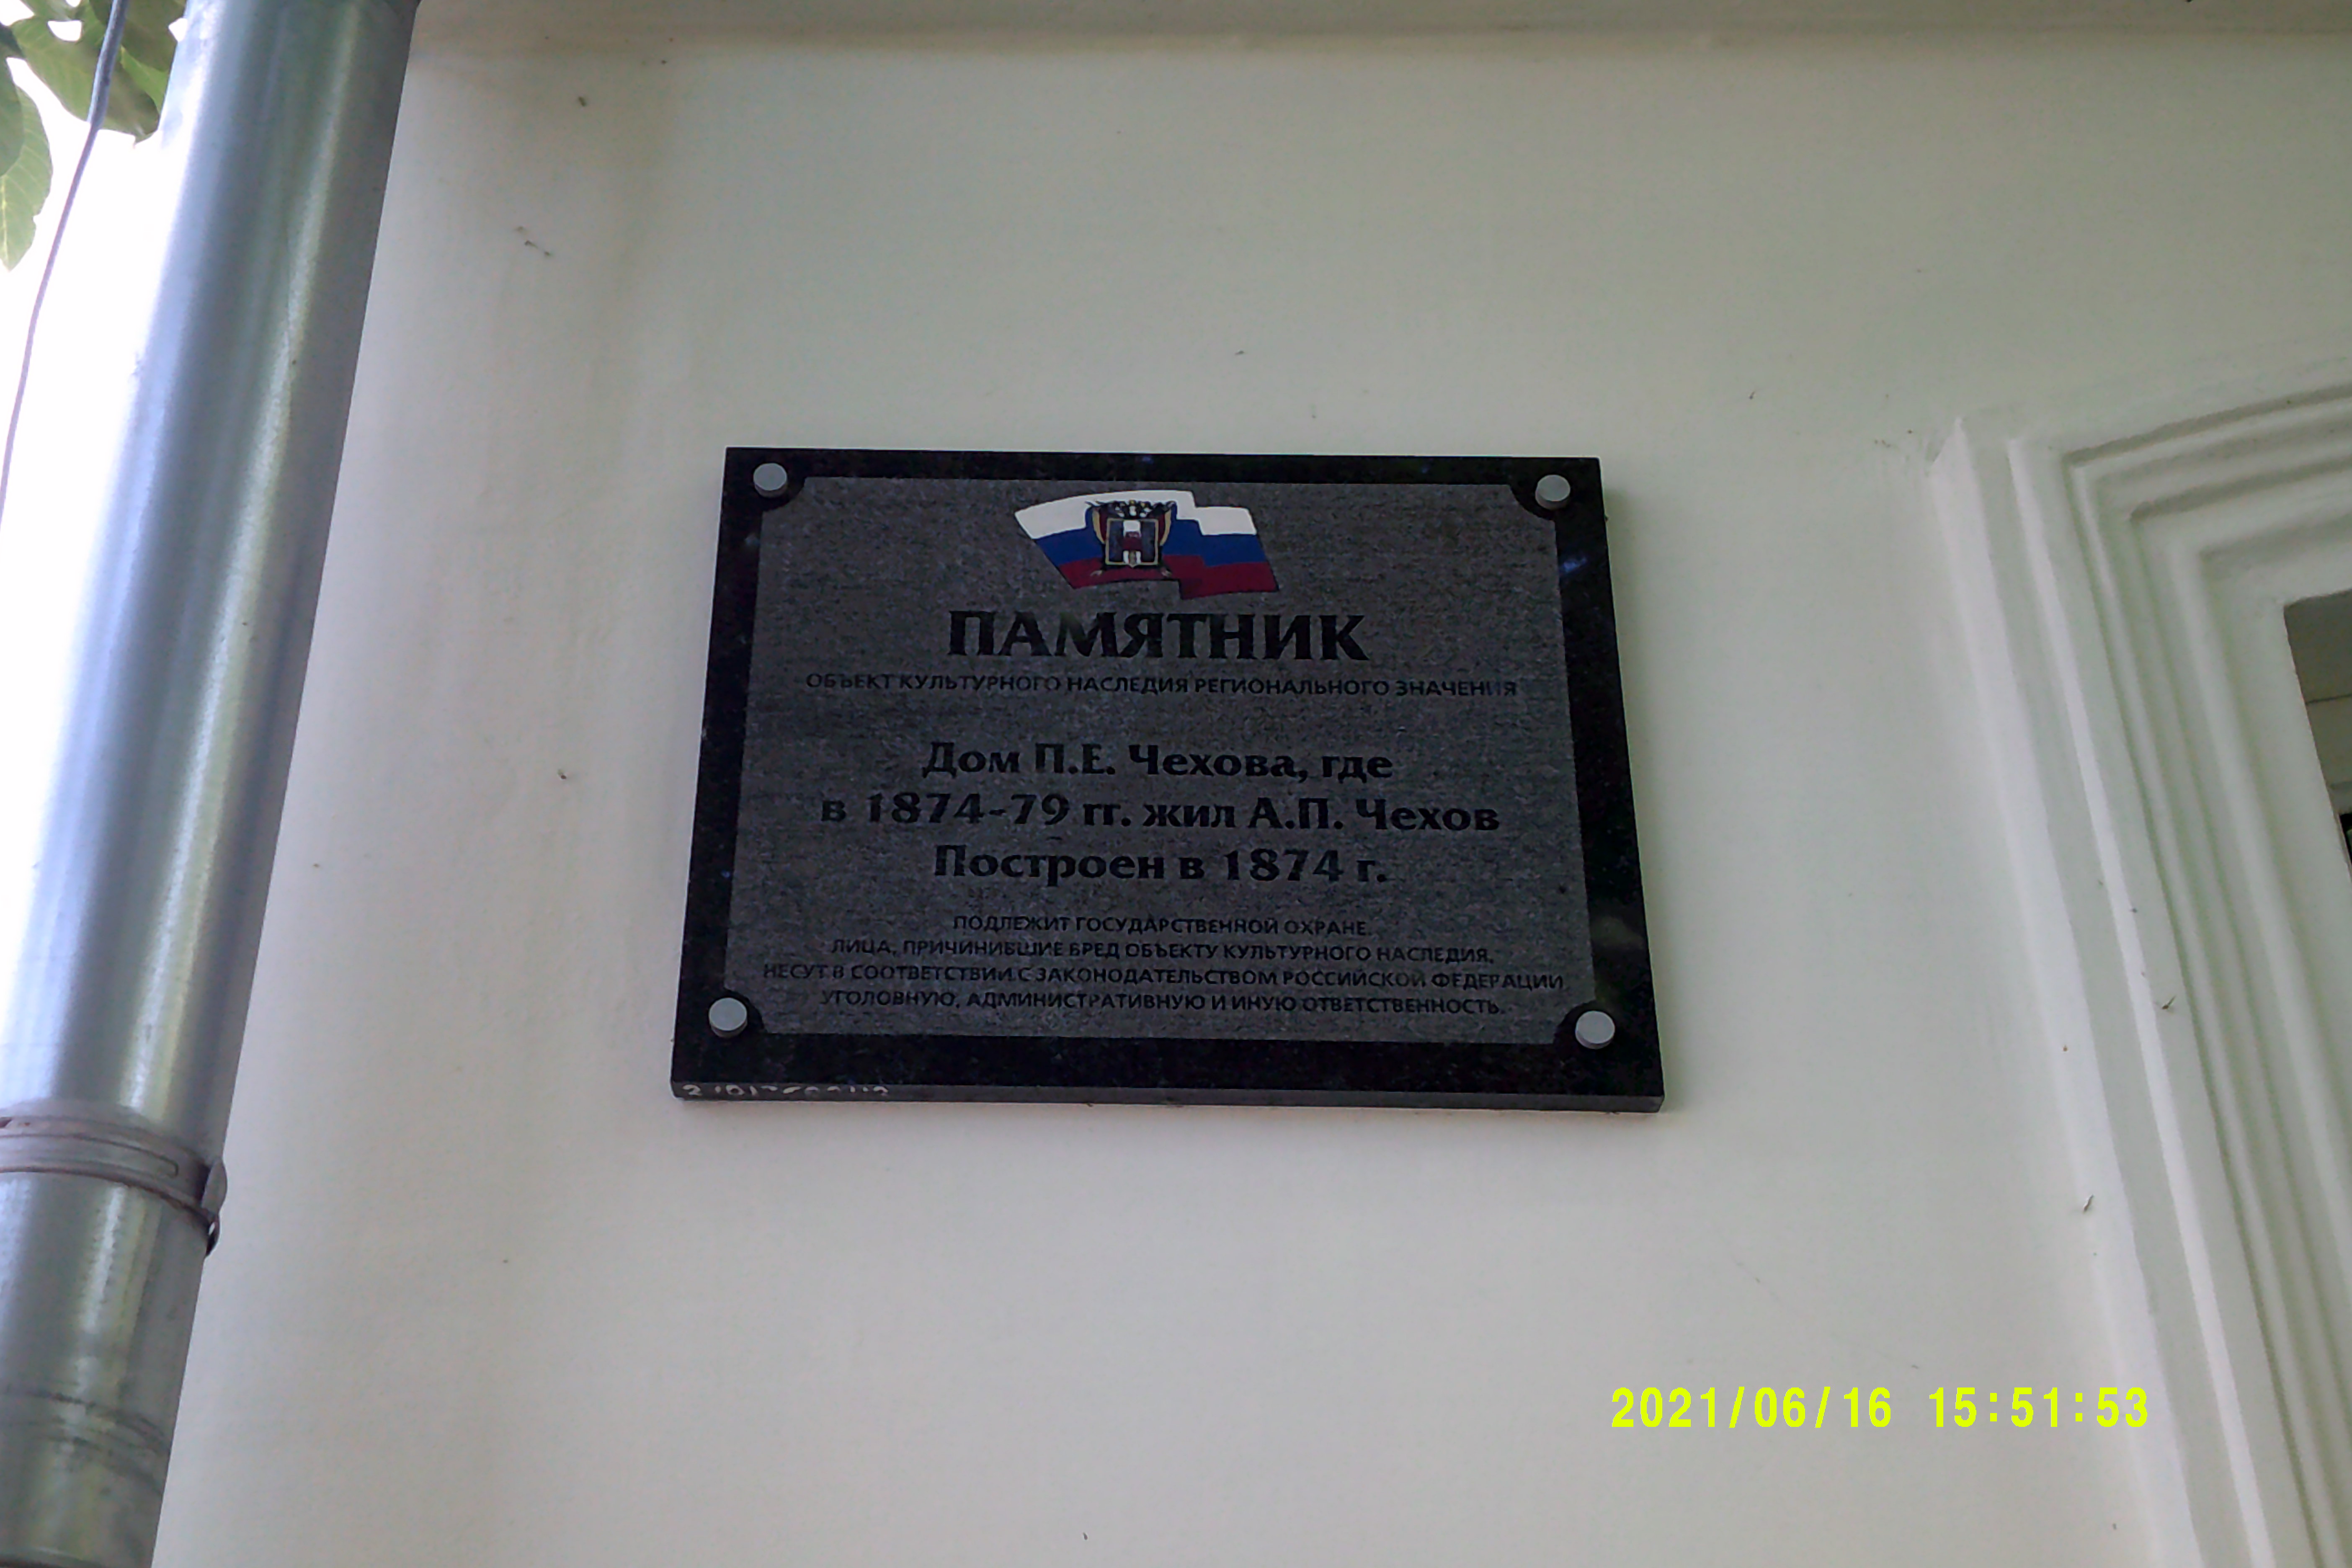 ПАМЯТНИК
ОБЪЕКТ КУЛЬТУРНОГО НАСЛЕДИЯ РЕГИОНАЛЬНОГО ЗНАЧЕНИЯ
Дом П.Е. Чехова, где
в 1874-79 гг. жил А.П. Чехов
Построен в 1874 г.
ПОДЛЕЖИТ ГОСУДАРСТВЕННОЙ ОХРАНЕ.
ЛИЦА, ПРИЧИНИВШИЕ ВРЕД ОБЪЕКТУ КУЛЬТУРНОГО НАСЛЕДИЯ,
НЕСУТ В СООТВЕТСТВИИ С ЗАКОНОДАТЕЛЬСТВОМ РОССИЙСКОЙ ФЕДЕРАЦИИ
УГОЛОВНУЮ, АДМИНИСТРАТИВНУЮ И ИНУЮ ОТВЕТСТВЕННОСТЬ.
2021/06/16 15:51:53